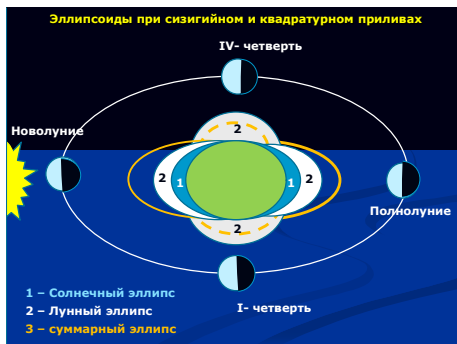 Эллипсоиды при сизигийном и квадратурном приливах
IV- четверть
Новолуние
2
2
1
1
2
2
Полнолуние
I- четверть
1 – Солнечный эллипс
2 – Лунный эллипс
3 – суммарный эллипс